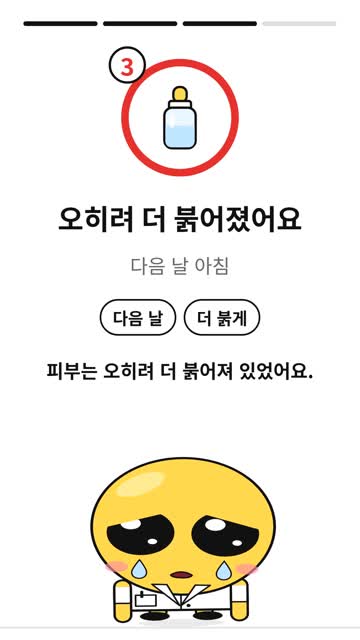 3
오히려 더 붉어졌어요
다음 날 아침
다음 날 더 붉게
피부는 오히려 더 붉어져 있었어요.